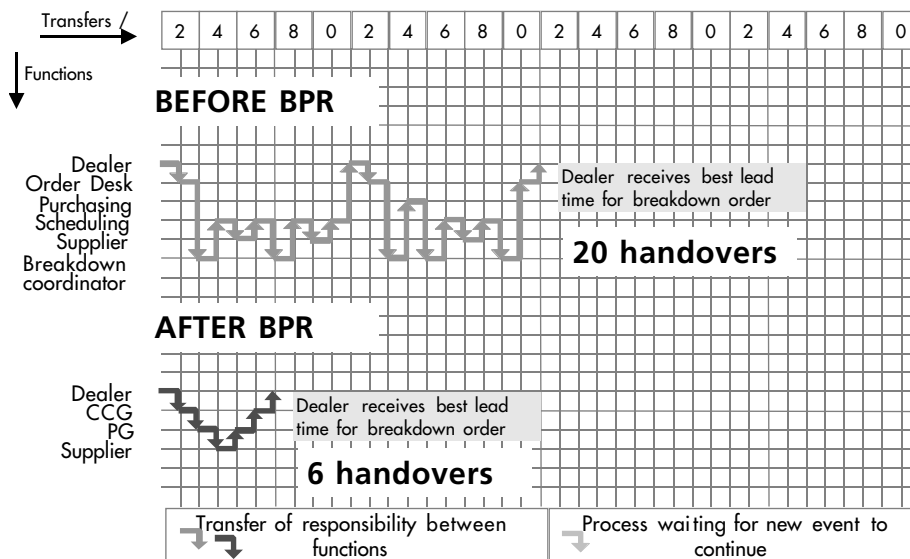 Transfers /
2 4 6 8 0 2 4 6 8 0 2 4 6 8 0 2 4 6 8 0
Functions
BEFORE BPR
Dealer
Order Desk
Purchasing
Scheduling
Supplier
Breakdown
coordinator
Dealer receives best lead
time for breakdown order
20 handovers
AFTER BPR
Dealer
CCG
PG
Supplier
Dealer receives best lead
time for breakdown order
6 handovers
Transfer of responsibility between
functions
Process waiting for new event to
continue